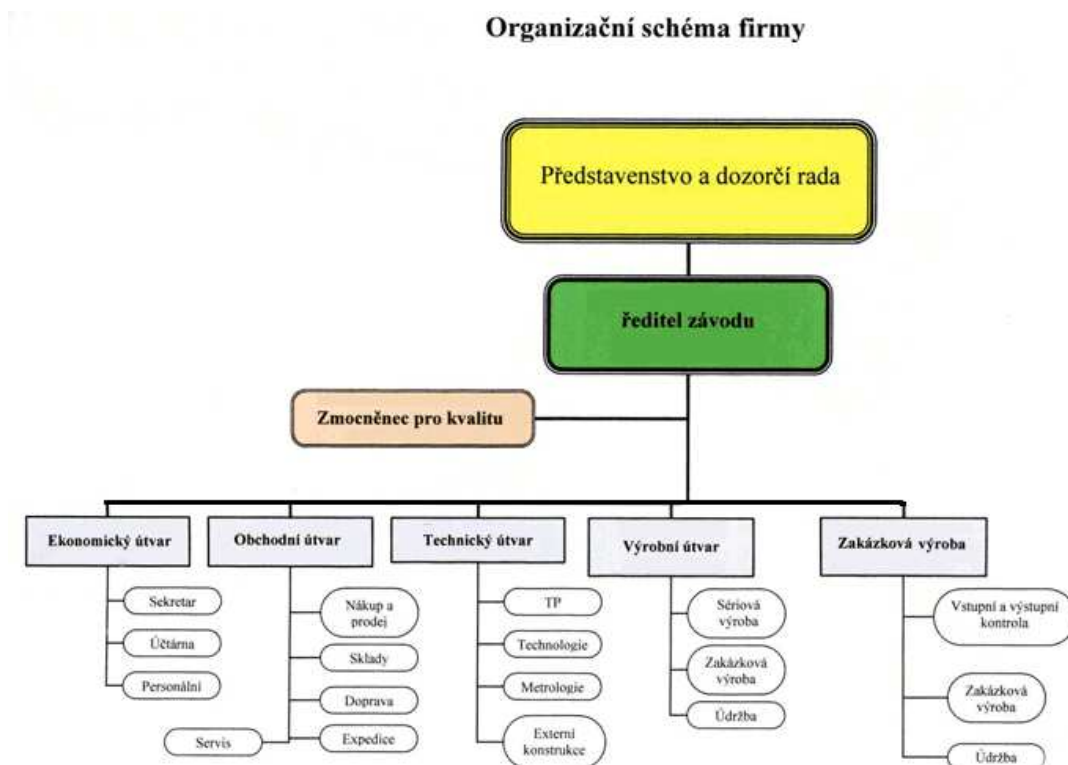 Organizační schéma firmy
Představenstvo a dozorčí rada
ředitel závodu
Zmocněnec pro kvalitu
Ekonomický útvar
Obchodní útvar
Technický útvar
Výrobní útvar
Zakázková výroba
Sekretar
Účtárna
Personální
Nákup a
prodej
Sklady
Doprava
Expedice
Servis
TP
Technologie
Metrologie
Externí
konstrukce
Sériová
výroba
Zakázková
výroba
Údržba
Vstupní a výstupní
kontrola
Zakázková
výroba
Údržba